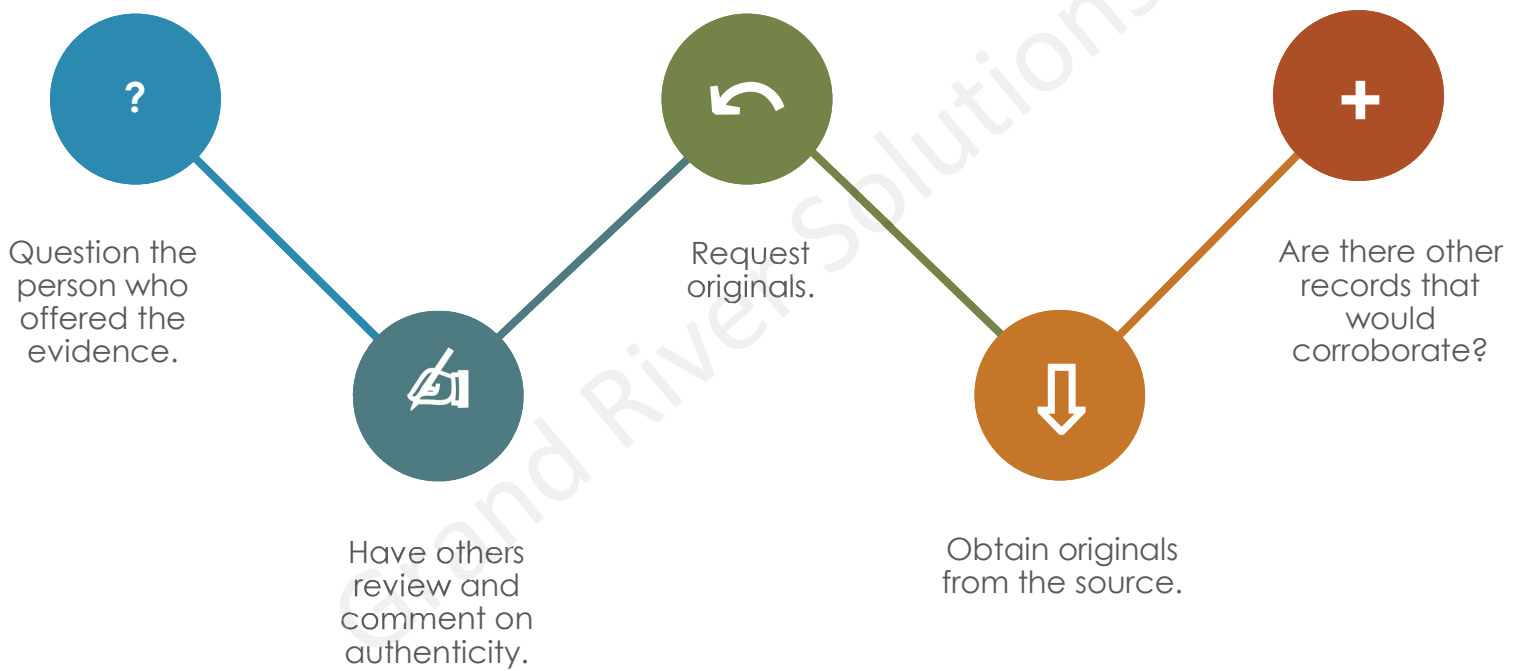 ?
Question the
person who
offered the
evidence.
Have others
review and
comment on
authenticity.
Request
originals.
Obtain originals
from the source.
+
Are there other
records that
would
corroborate?
Grand River Solutions